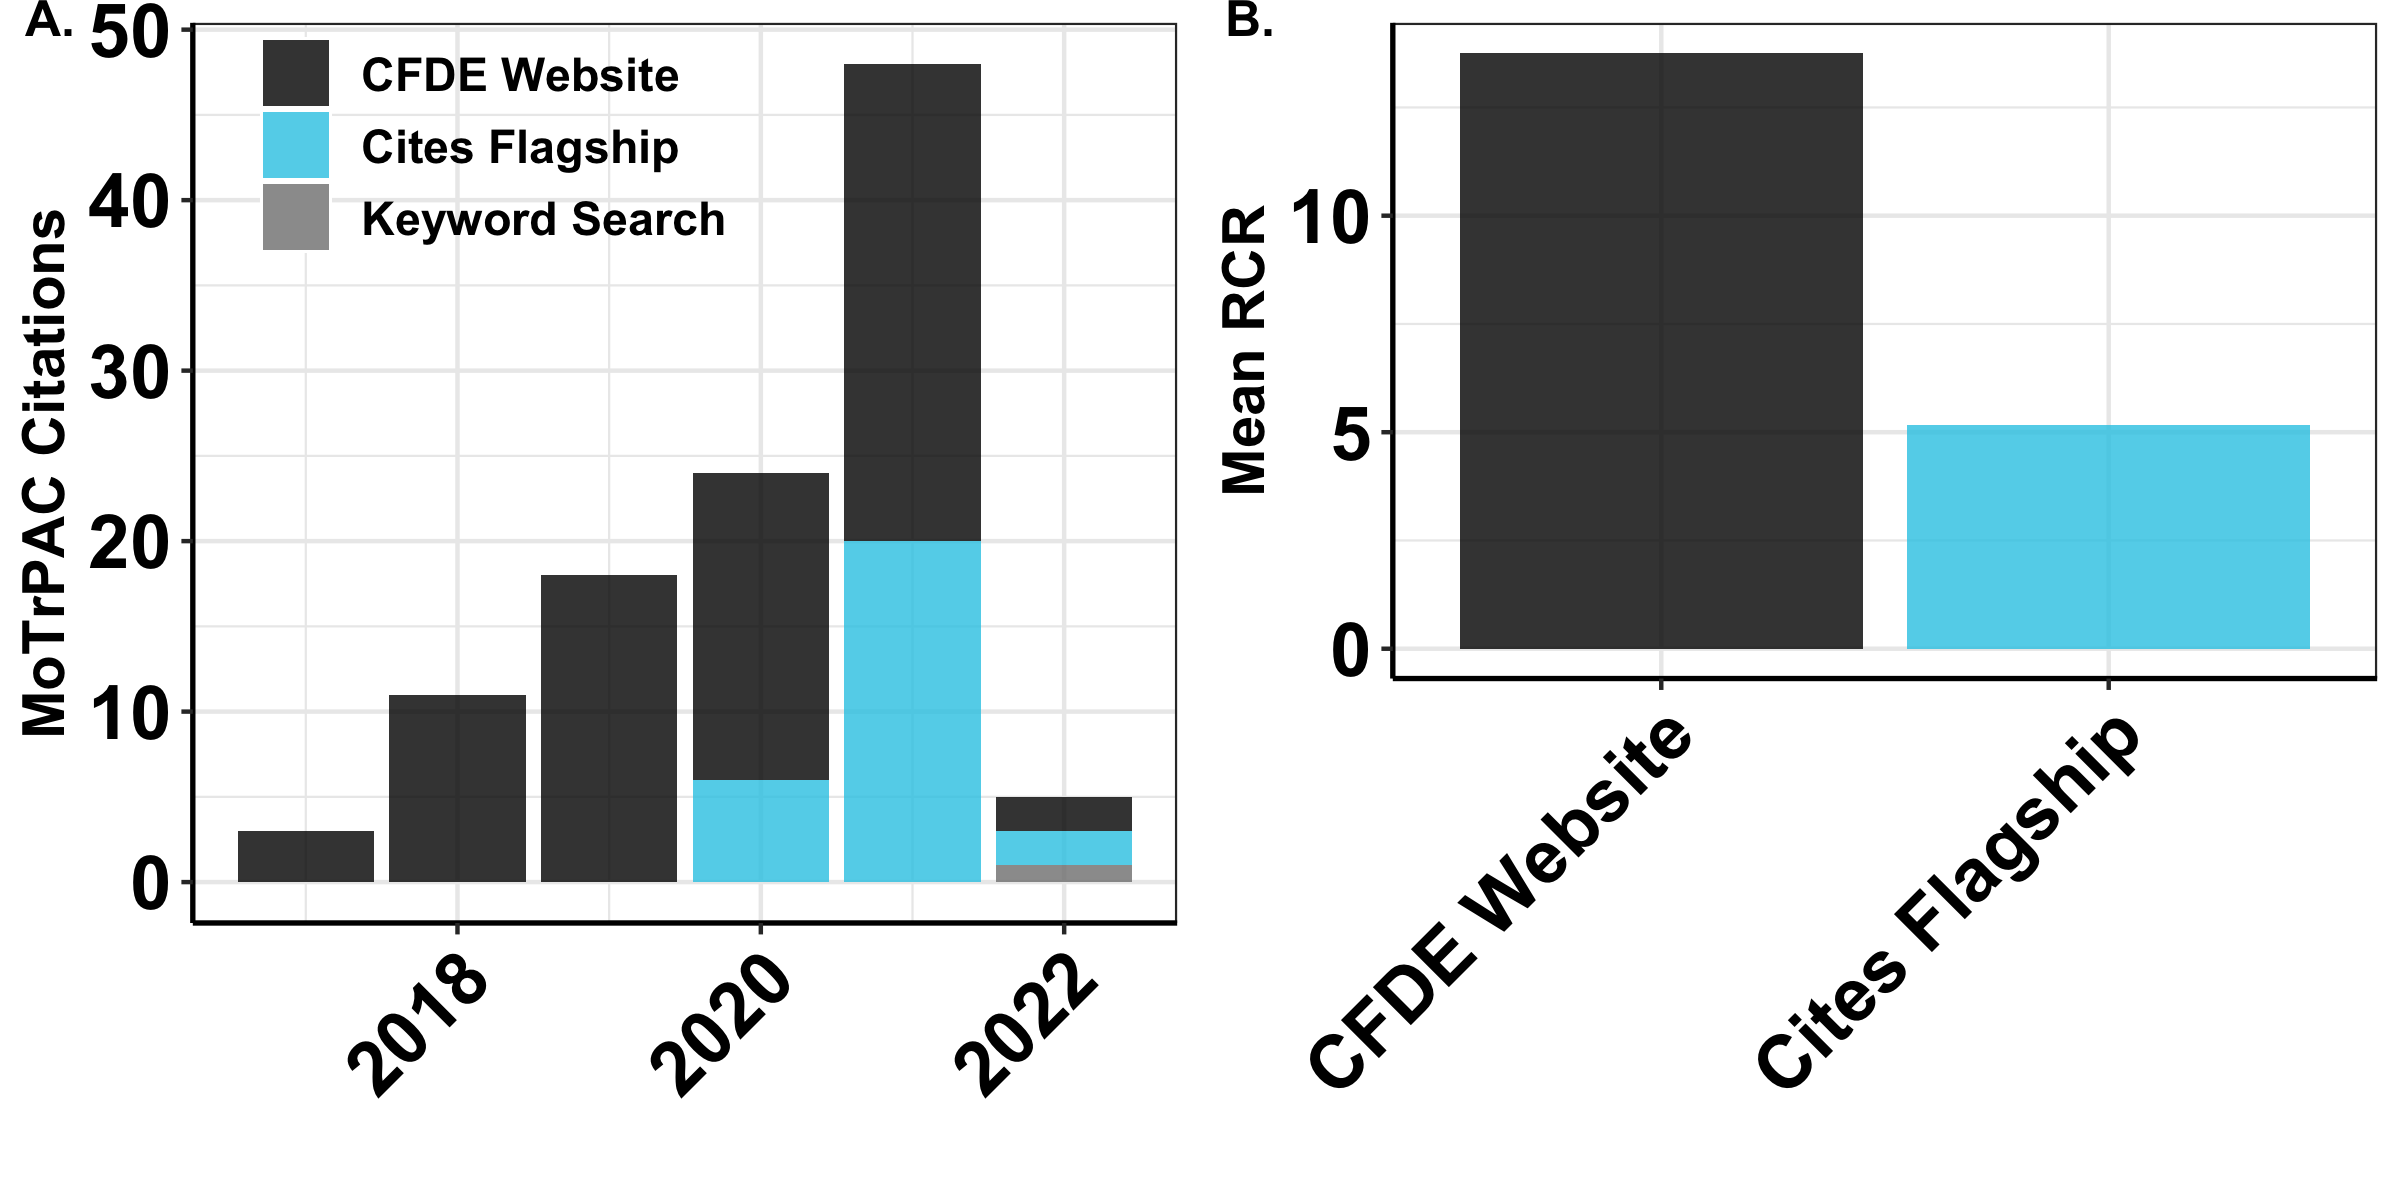 A.
50
40
30
20
10
0
MoTrPAC Citations
CFDE Website
Cites Flagship
Keyword Search
2018
2020
2022
B.
10
5
0
Mean RCR
CFDE Website
Cites Flagship